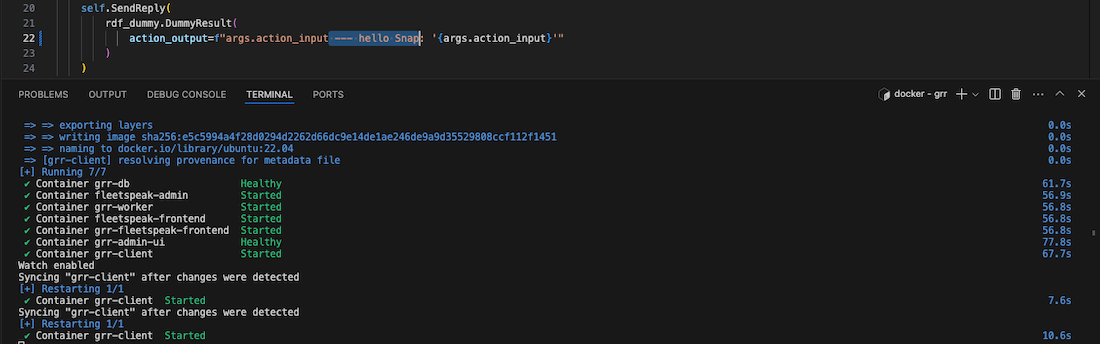 20 self.SendReply(
21 rdf_dummy.DummyResult(
22 action_output=f"args.action_input --- hello Snap: '{args.action_input}'"
23 )
24 )
PROBLEMS OUTPUT DEBUG CONSOLE TERMINAL PORTS docker - grr
=> => exporting layers 0.0s
=> => writing image sha256:e5c5994a4f28d0294d2262d66dc9e14de1ae246de9a9d35529808ccf112f1451 0.0s
=> => naming to docker.io/library/ubuntu:22.04 0.0s
=> [grr-client] resolving provenance for metadata file 0.0s
[+] Running 7/7
✔ Container grr-db Healthy 61.7s
✔ Container fleetspeak-admin Started 56.9s
✔ Container grr-worker Started 56.8s
✔ Container fleetspeak-frontend Started 56.8s
✔ Container grr-fleetspeak-frontend Started 56.8s
✔ Container grr-admin-ui Healthy 77.8s
✔ Container grr-client Started 67.7s
Watch enabled
Syncing "grr-client" after changes were detected
[+] Restarting 1/1
✔ Container grr-client Started 7.6s
Syncing "grr-client" after changes were detected
[+] Restarting 1/1
✔ Container grr-client Started 10.6s